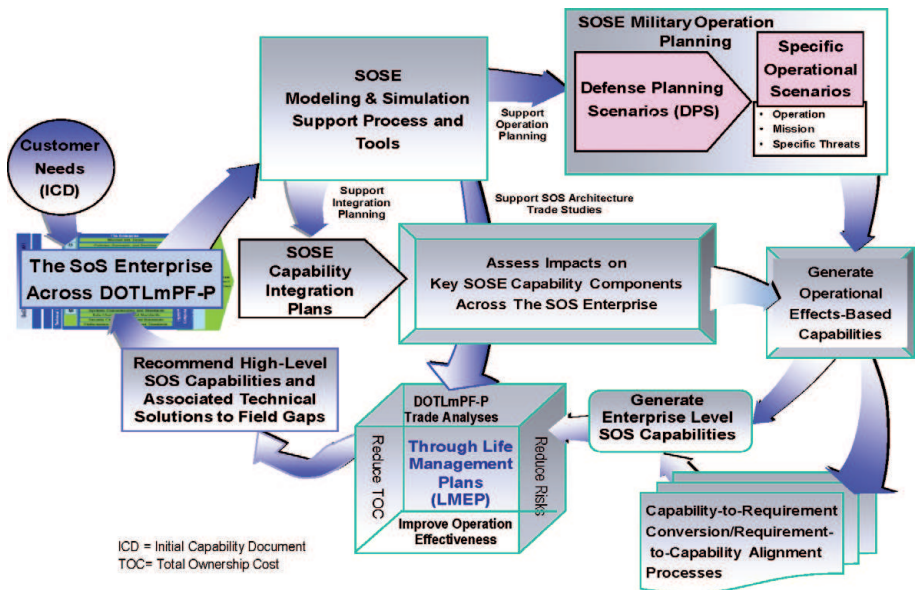 SOSE
Modeling & Simulation
Support Process and
Tools
SOSE Military Operation
Planning
Defense Planning
Scenarios (DPS)
Specific
Operational
Scenarios
• Operation
• Mission
• Specific Threats
Support
Operation
Planning
Customer
Needs
(ICD)
Support
Integration
Planning
Support SOS Architecture
Trade Studies
The SoS Enterprise
Across DOTLmPF-P
SOSE
Capability
Integration
Plans
Assess Impacts on
Key SOSE Capability Components
Across The SOS Enterprise
Generate
Operational
Effects-Based
Capabilities
Recommend High-Level
SOS Capabilities and
Associated Technical
Solutions to Field Gaps
DOTLmPF-P
Trade Analyses
Reduce TOC
Through Life
Management
Plans
(LMEP)
Reduce Risks
Improve Operation
Effectiveness
Generate
Enterprise Level
SOS Capabilities
Capability-to-Requirement
Conversion/Requirement-
to-Capability Alignment
Processes
ICD = Initial Capability Document
TOC= Total Ownership Cost